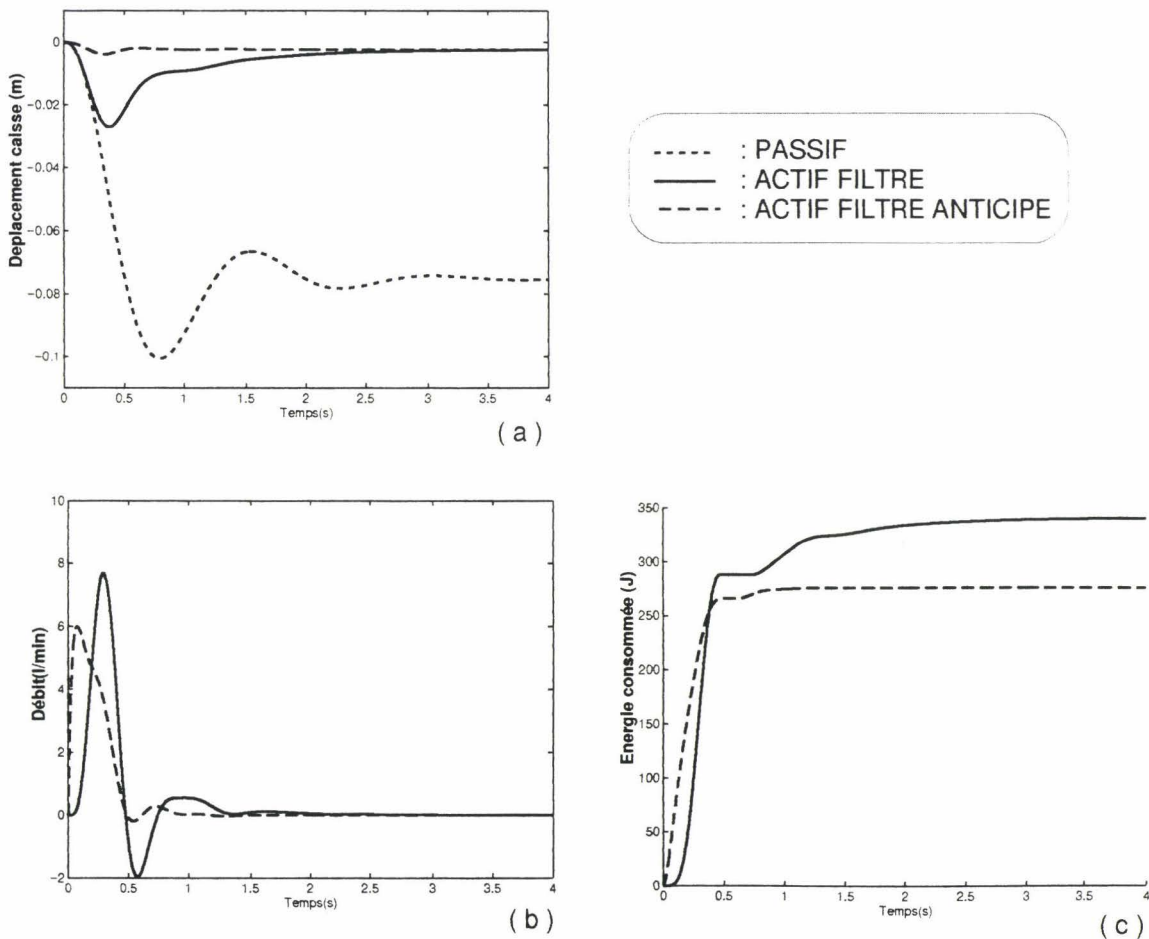 0
−0.02
−0.04
−0.06
−0.08
−0.1
Déplacement caisse (m)
0 0.5 1 1.5 2 2.5 3 3.5 4
Temps(s)
( a )
: PASSIF
: ACTIF FILTRE
: ACTIF FILTRE ANTICIPE
10
8
6
4
2
0
−2
Débit(l/min)
0 0.5 1 1.5 2 2.5 3 3.5 4
Temps(s)
( b )
350
300
250
200
150
100
50
0
Energie consommée (J)
0 0.5 1 1.5 2 2.5 3 3.5 4
Temps(s)
( c )